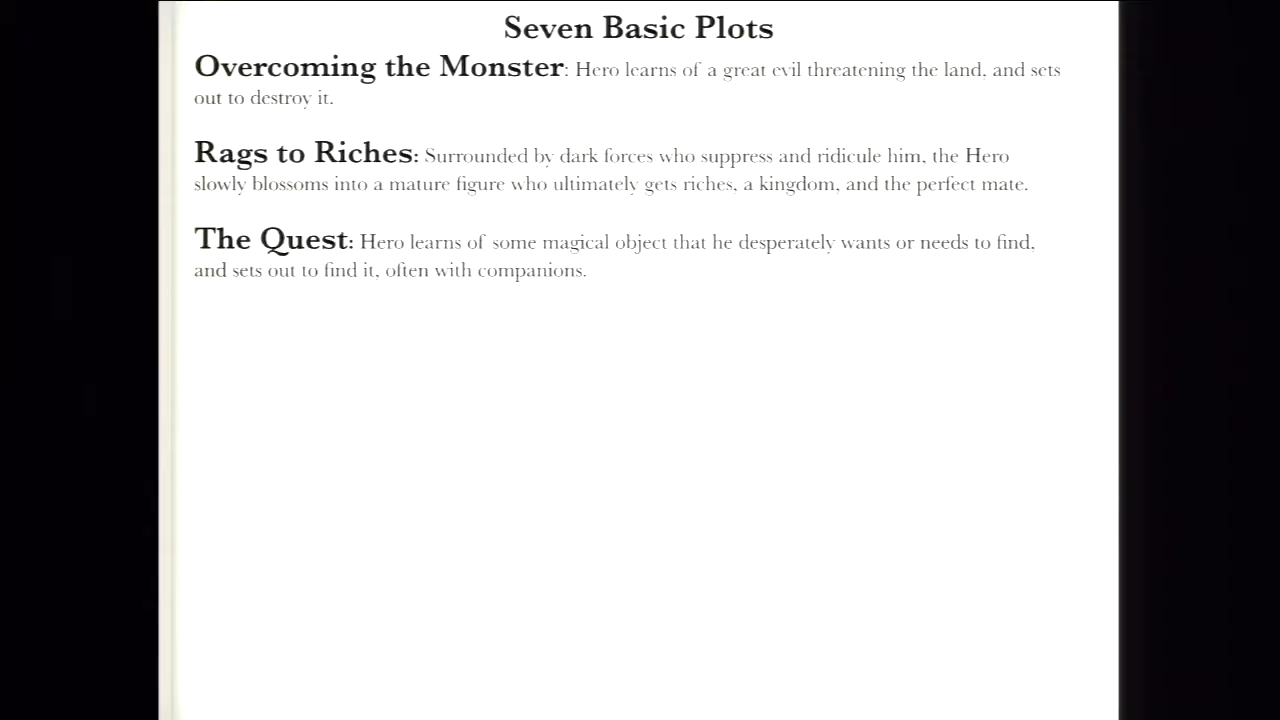 Seven Basic Plots
Overcoming the Monster: Hero learns of a great evil threatening the land, and sets
out to destroy it.
Rags to Riches: Surrounded by dark forces who suppress and ridicule him, the Hero
slowly blossoms into a mature figure who ultimately gets riches, a kingdom, and the perfect mate.
The Quest: Hero learns of some magical object that he desperately wants or needs to find,
and sets out to find it, often with companions.